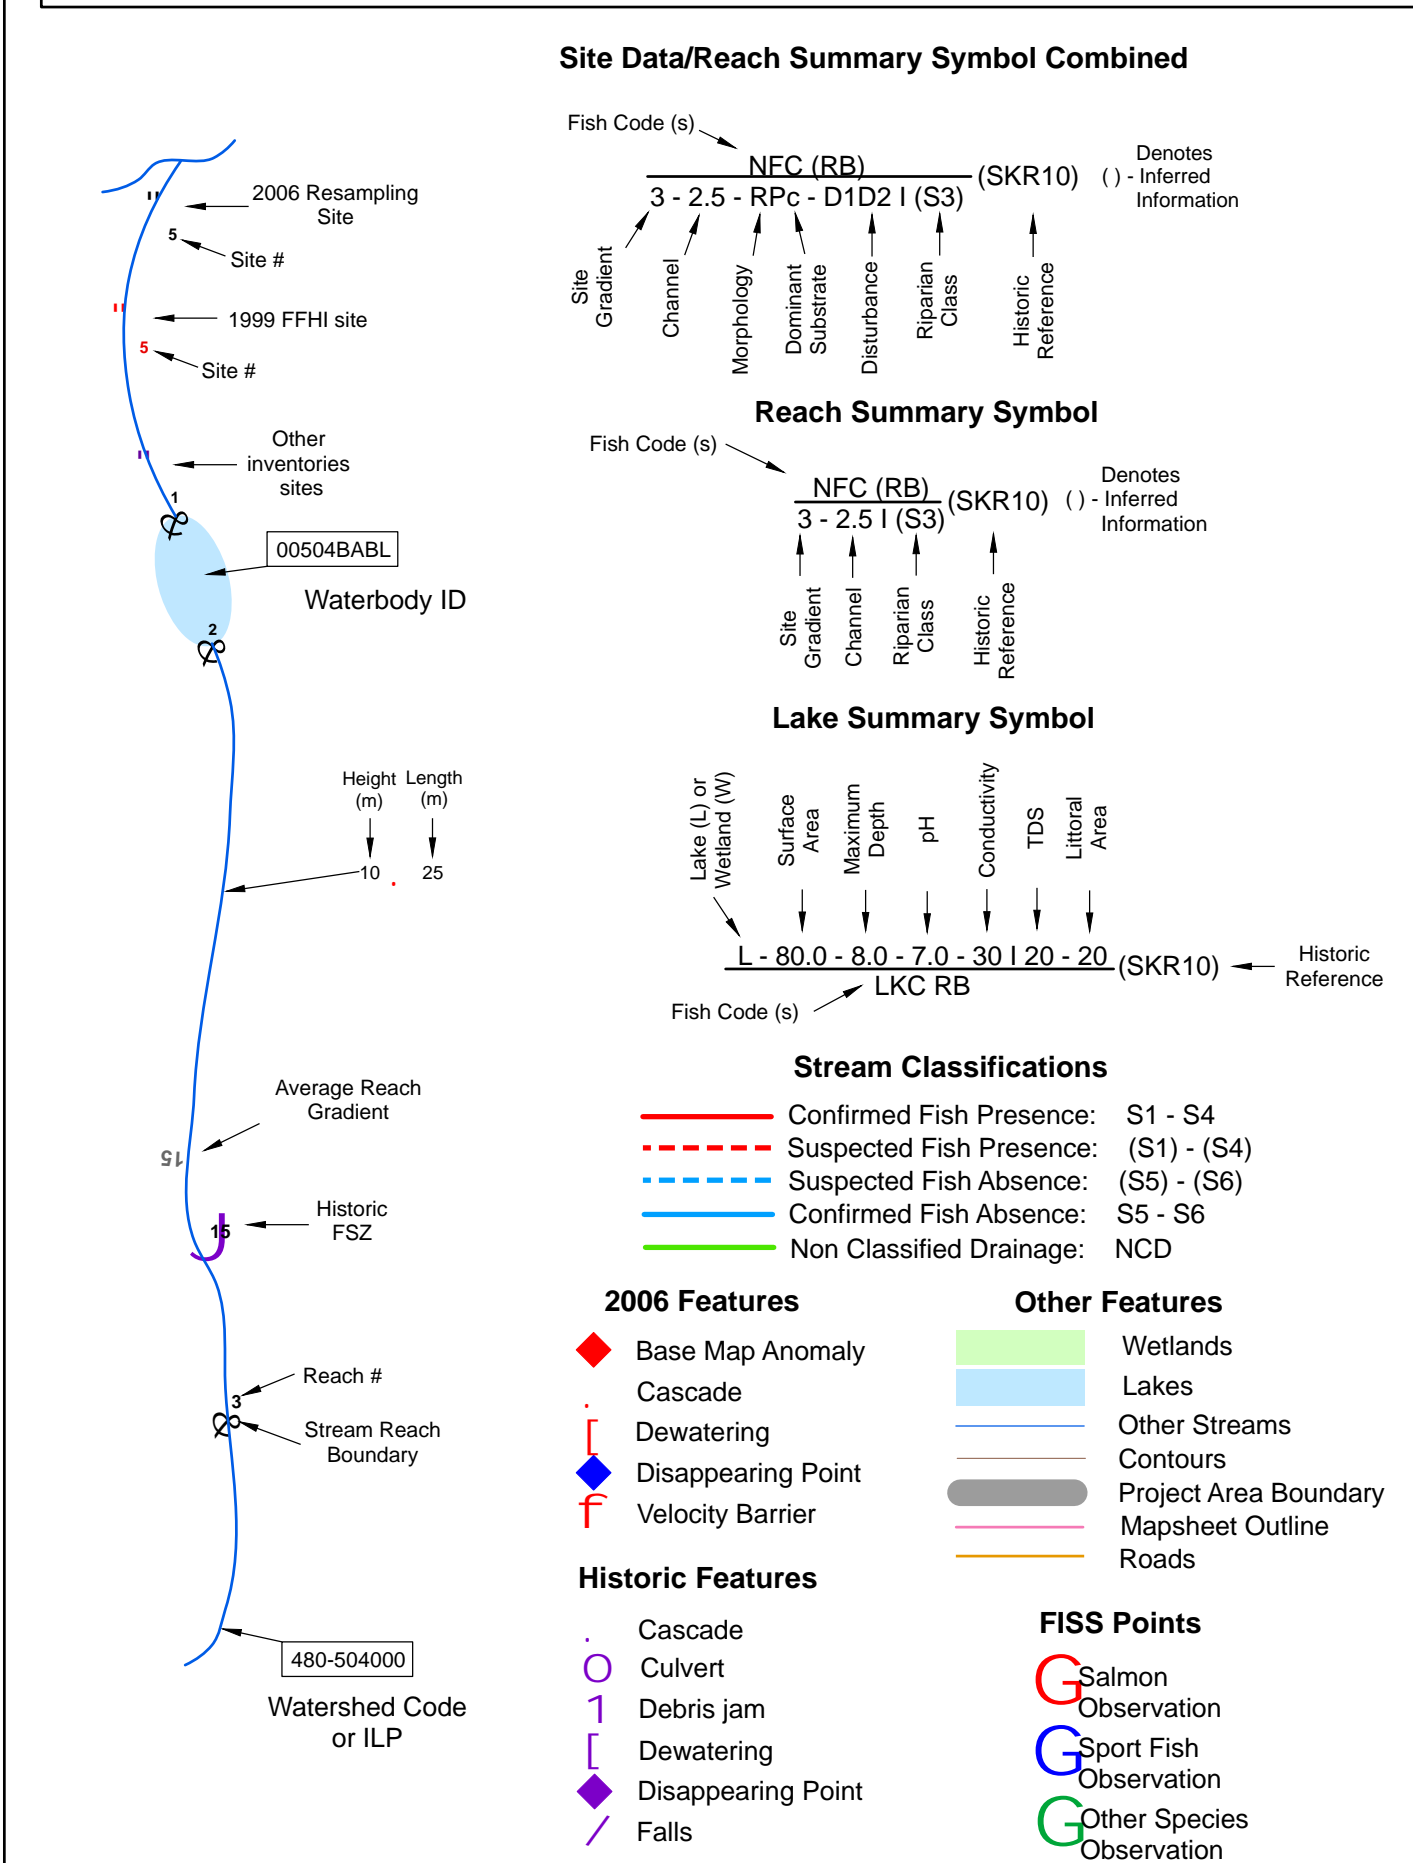 Site Data/Reach Summary Symbol Combined
Fish Code (s)
NFC (RB)
3 - 2.5 - RPc - D1D2 I (S3)
(SKR10)
Denotes
( ) - Inferred
Information
Site
Gradient
Channel
Morphology
Dominant
Substrate
Disturbance
Riparian
Class
Historic
Reference
Reach Summary Symbol
Fish Code (s)
NFC (RB)
3 - 2.5 I (S3)
(SKR10)
Denotes
( ) - Inferred
Information
Site
Gradient
Channel
Riparian
Class
Historic
Reference
Lake Summary Symbol
Lake (L) or
Wetland (W)
Surface
Area
Maximum
Depth
pH
Conductivity
TDS
Littoral
Area
L - 80.0 - 8.0 - 7.0 - 30 I 20 - 20
(SKR10)
Historic
Reference
LKC RB
Fish Code (s)
Stream Classifications
Confirmed Fish Presence: S1 - S4
Suspected Fish Presence: (S1) - (S4)
Suspected Fish Absence: (S5) - (S6)
Confirmed Fish Absence: S5 - S6
Non Classified Drainage: NCD
2006 Features
Base Map Anomaly
. Cascade
[ Dewatering
Disappearing Point
f Velocity Barrier
Historic Features
. Cascade
O Culvert
1 Debris jam
[ Dewatering
Disappearing Point
/ Falls
Other Features
Wetlands
Lakes
Other Streams
Contours
Project Area Boundary
Mapsheet Outline
Roads
FISS Points
G Salmon
Observation
G Sport Fish
Observation
G Other Species
Observation
"
2006 Resampling
Site
5
Site #
"
1999 FFHI site
5
Site #
"
Other
inventories
sites
1
&
00504BABL
Waterbody ID
2
&
Height
(m)
Length
(m)
10 . 25
Average Reach
Gradient
15
Historic
FSZ
15
J
Reach #
3
&
Stream Reach
Boundary
480-504000
Watershed Code
or ILP